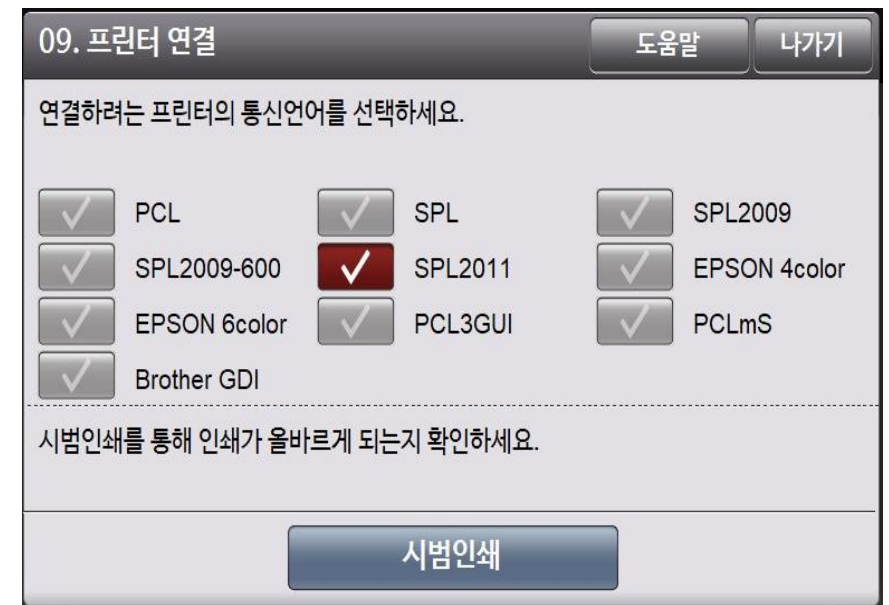 09. 프린터 연결 도움말 나가기
연결하려는 프린터의 통신언어를 선택하세요.
PCL SPL SPL2009
SPL2009-600 SPL2011 EPSON 4color
EPSON 6color PCL3GUI PCLmS
Brother GDI
시범인쇄를 통해 인쇄가 올바르게 되는지 확인하세요.
시범인쇄